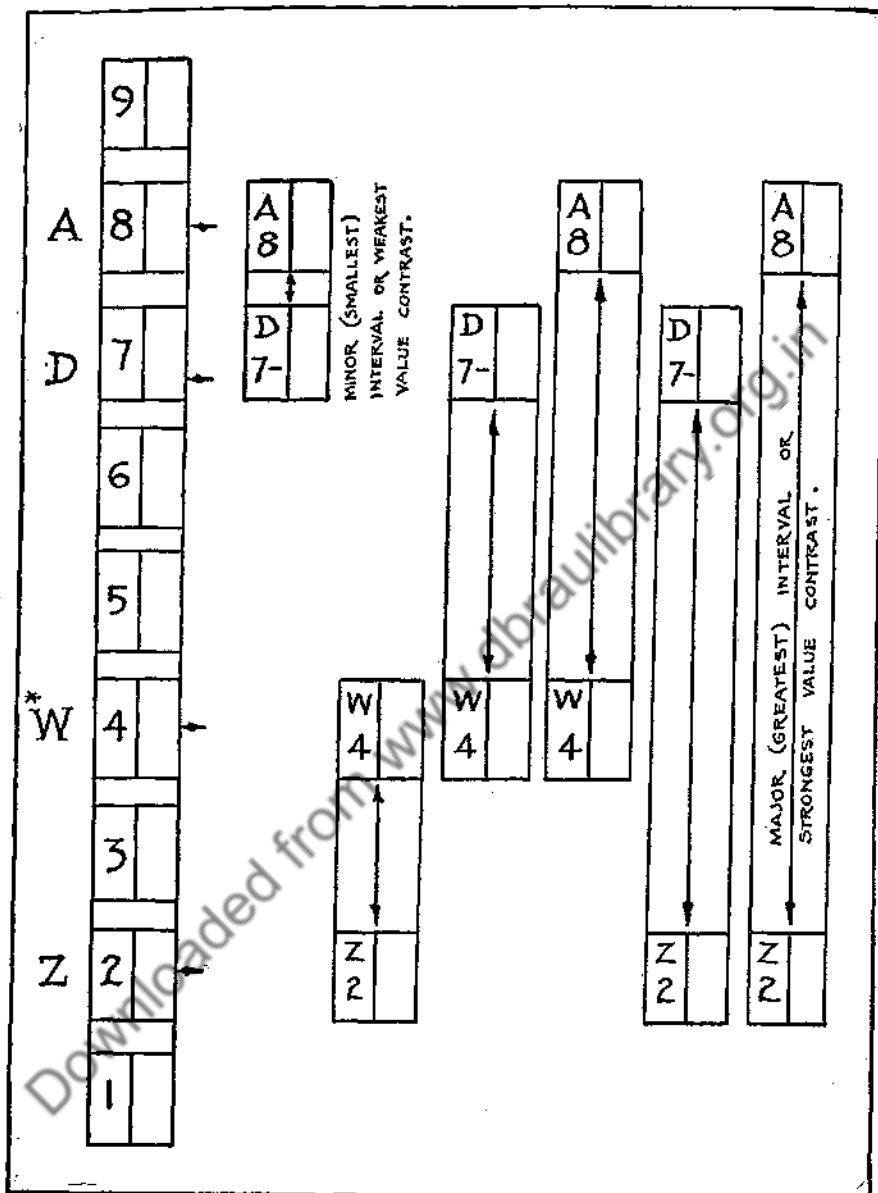 9
A 8
D 7
6
5
*W 4
3
Z 2
1
A
8
D
7-
MINOR (SMALLEST)
INTERVAL OR WEAKEST
VALUE CONTRAST.
W
4
Z
2
D
7-
W
4
A
8
W
4
D
7-
Z
2
A
8
Z
2
MAJOR (GREATEST) INTERVAL OR
STRONGEST VALUE CONTRAST.
Downloaded from www.dbraulibrary.org.in